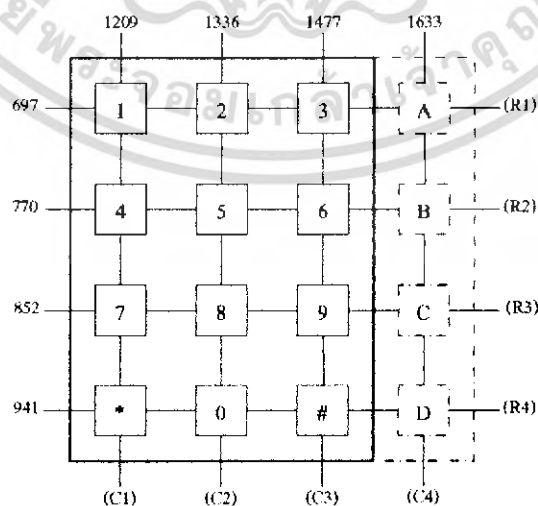 1209 1336 1477 1633
697 1 2 3 A (R1)
770 4 5 6 B (R2)
852 7 8 9 C (R3)
941 * 0 # D (R4)
(C1) (C2) (C3) (C4)